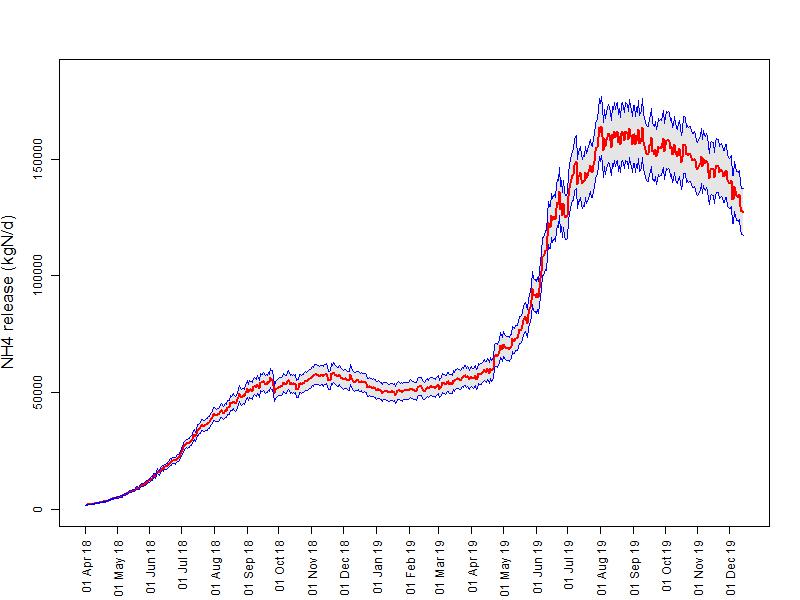 NH4 release (kgN/d)
150000
100000
50000
0
01 Apr 18
01 May 18
01 Jun 18
01 Jul 18
01 Aug 18
01 Sep 18
01 Oct 18
01 Nov 18
01 Dec 18
01 Jan 19
01 Feb 19
01 Mar 19
01 Apr 19
01 May 19
01 Jun 19
01 Jul 19
01 Aug 19
01 Sep 19
01 Oct 19
01 Nov 19
01 Dec 19